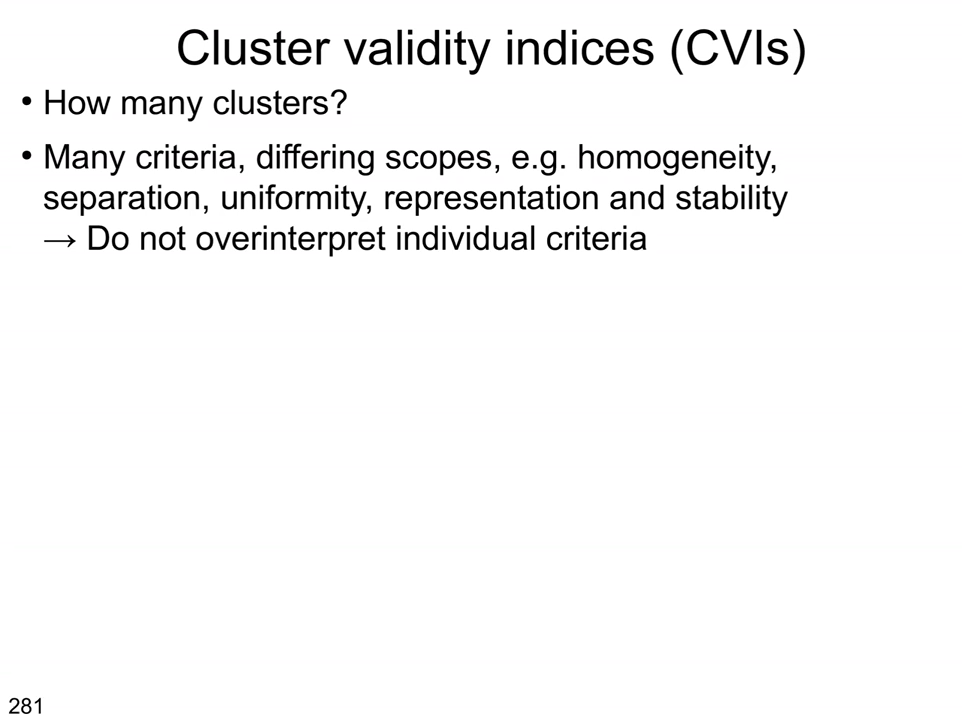 Cluster validity indices (CVIs)
• How many clusters?
• Many criteria, differing scopes, e.g. homogeneity,
separation, uniformity, representation and stability
→ Do not overinterpret individual criteria
281